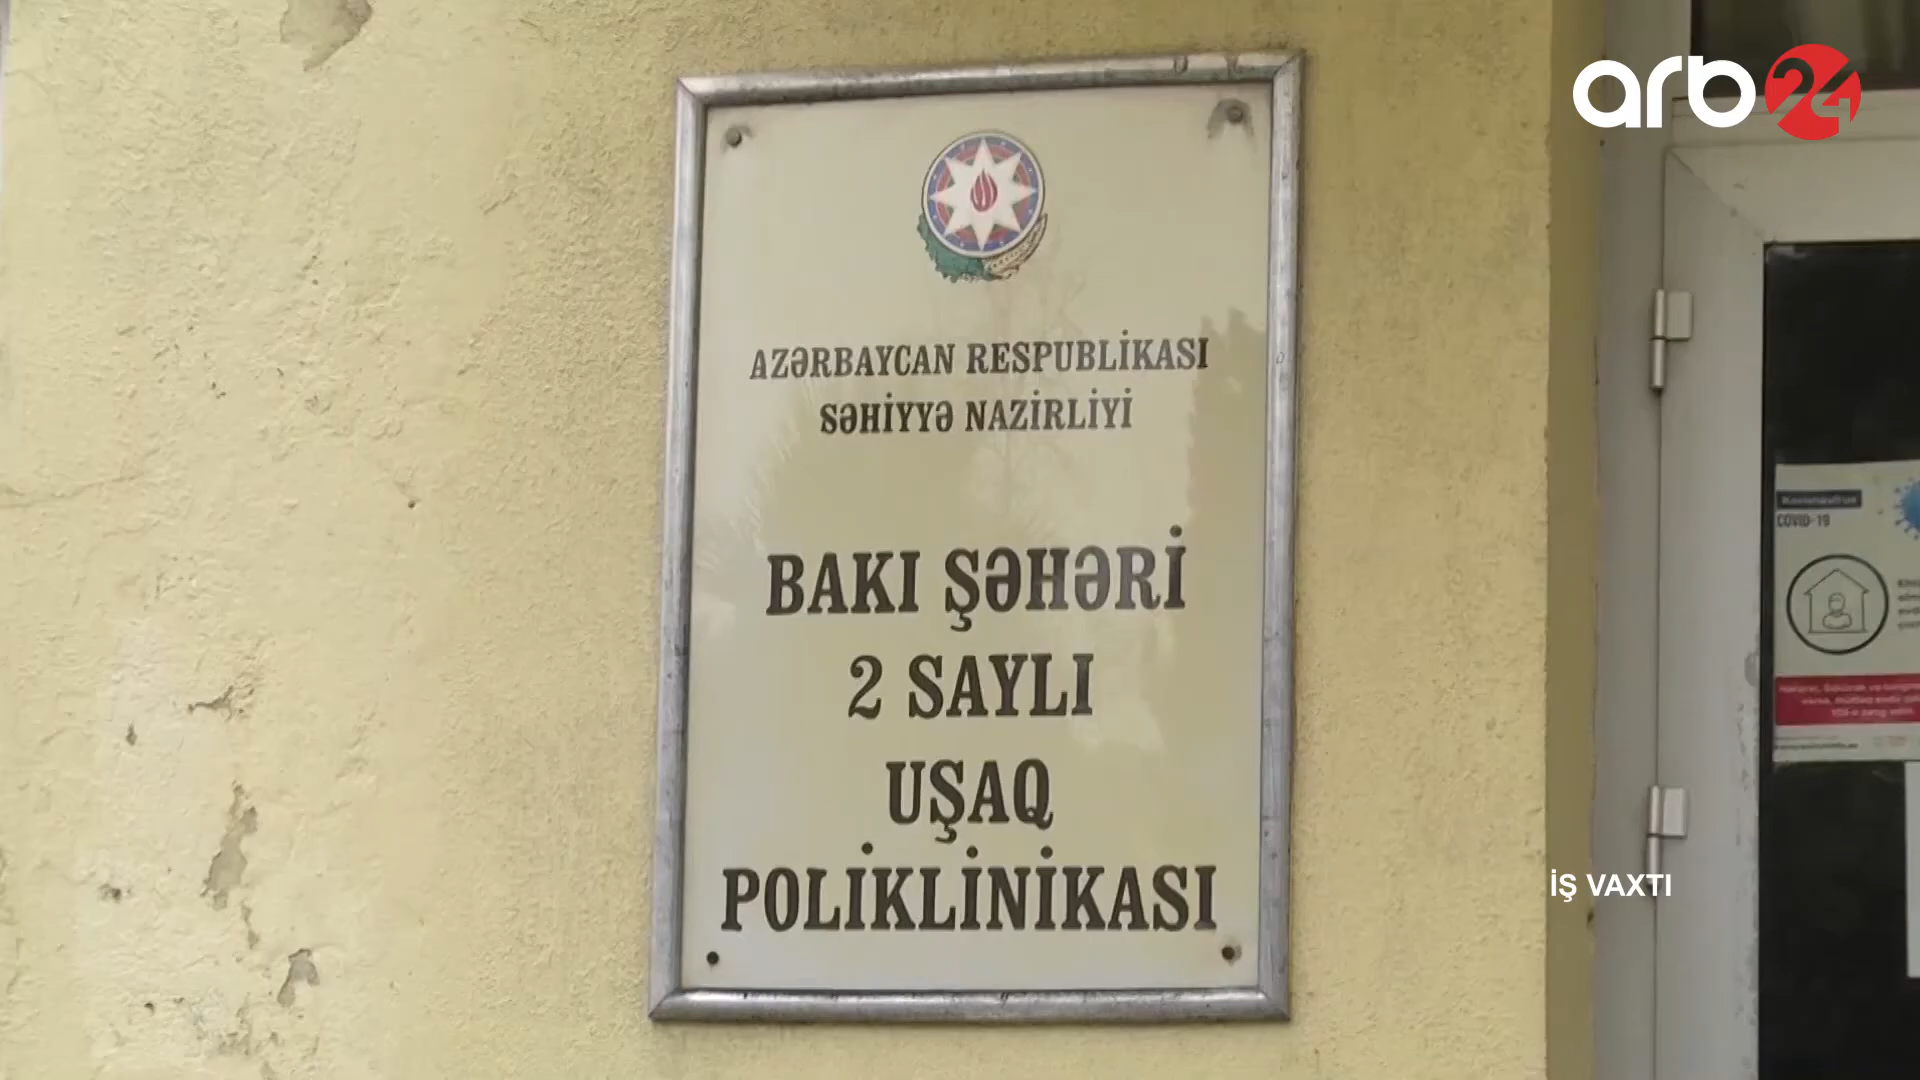 arb24
AZƏRBAYCAN RESPUBLİKASI
SƏHİYYƏ NAZİRLİYİ
BAKI ŞƏHƏRİ
2 SAYLI
UŞAQ
POLİKLİNİKASI
Koronavirus
COVID-19
İŞ VAXTI